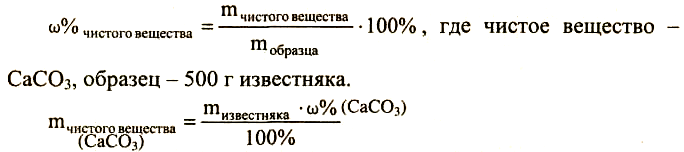 ω% чистого вещества = m чистого вещества / m образца · 100% , где чистое вещество –
CaCO₃, образец – 500 г известняка.
m чистого вещества (CaCO₃) = m известняка · ω% (CaCO₃) / 100%